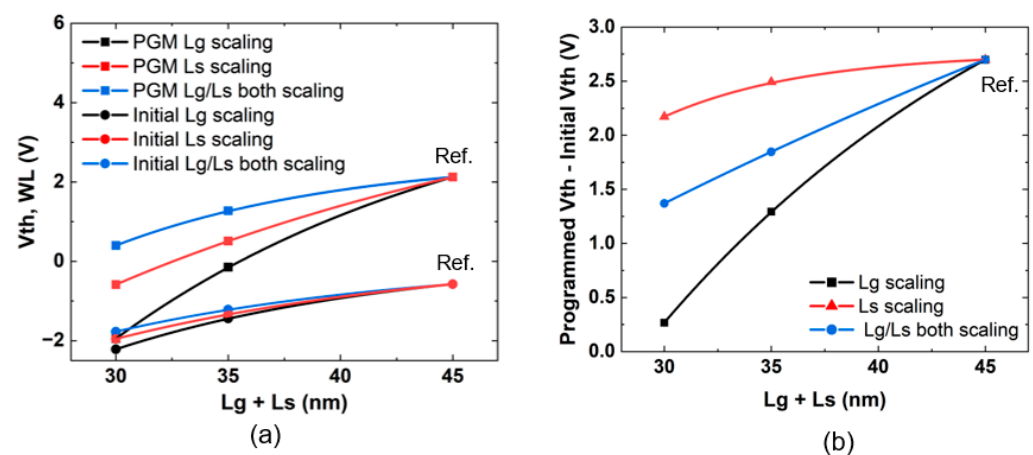 6
4
2
0
−2
Vth, WL (V)
PGM Lg scaling
PGM Ls scaling
PGM Lg/Ls both scaling
Initial Lg scaling
Initial Ls scaling
Initial Lg/Ls both scaling
Ref.
Ref.
30 35 40 45
Lg + Ls (nm)
(a)
3.0
2.5
2.0
1.5
1.0
0.5
0.0
Programmed Vth - Initial Vth (V)
Ref.
Lg scaling
Ls scaling
Lg/Ls both scaling
30 35 40 45
Lg + Ls (nm)
(b)